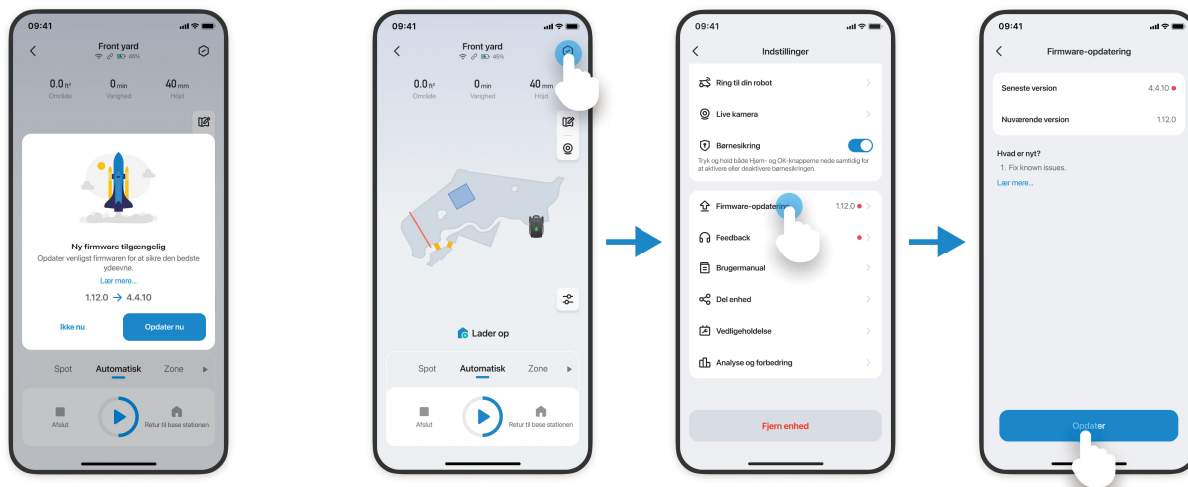 09:41
Front yard
45%
0.0 ft²
0 min
40 mm
Område
Varighed
Höjd
Ny firmware tilgængelig
Opdater venligst firmwaren for at sikre den bedste
ydeevne.
Lær mere...
1.12.0 → 4.4.10
Ikke nu
Opdater nu
Spot
Automatisk
Zone
Afslut
Retur til base stationen
09:41
Front yard
45%
0.0 ft²
0 min
40 mm
Område
Varighed
Höjd
Lader op
Spot
Automatisk
Zone
Afslut
Retur til base stationen
09:41
Indstillinger
Ring til din robot
Live kamera
Børnesikring
Tryk og hold både Hjem- og OK-knapperne nede samtidig for
at aktivere eller deaktivere børnesikringen.
Firmware-opdatering
1.12.0
Feedback
Brugermanual
Del enhed
Vedligeholdelse
Analyse og forbedring
Fjern enhed
09:41
Firmware-opdatering
Seneste version
4.4.10
Nuværende version
1.12.0
Hvad er nyt?
1. Fix known issues.
Lær mere...
Opdater